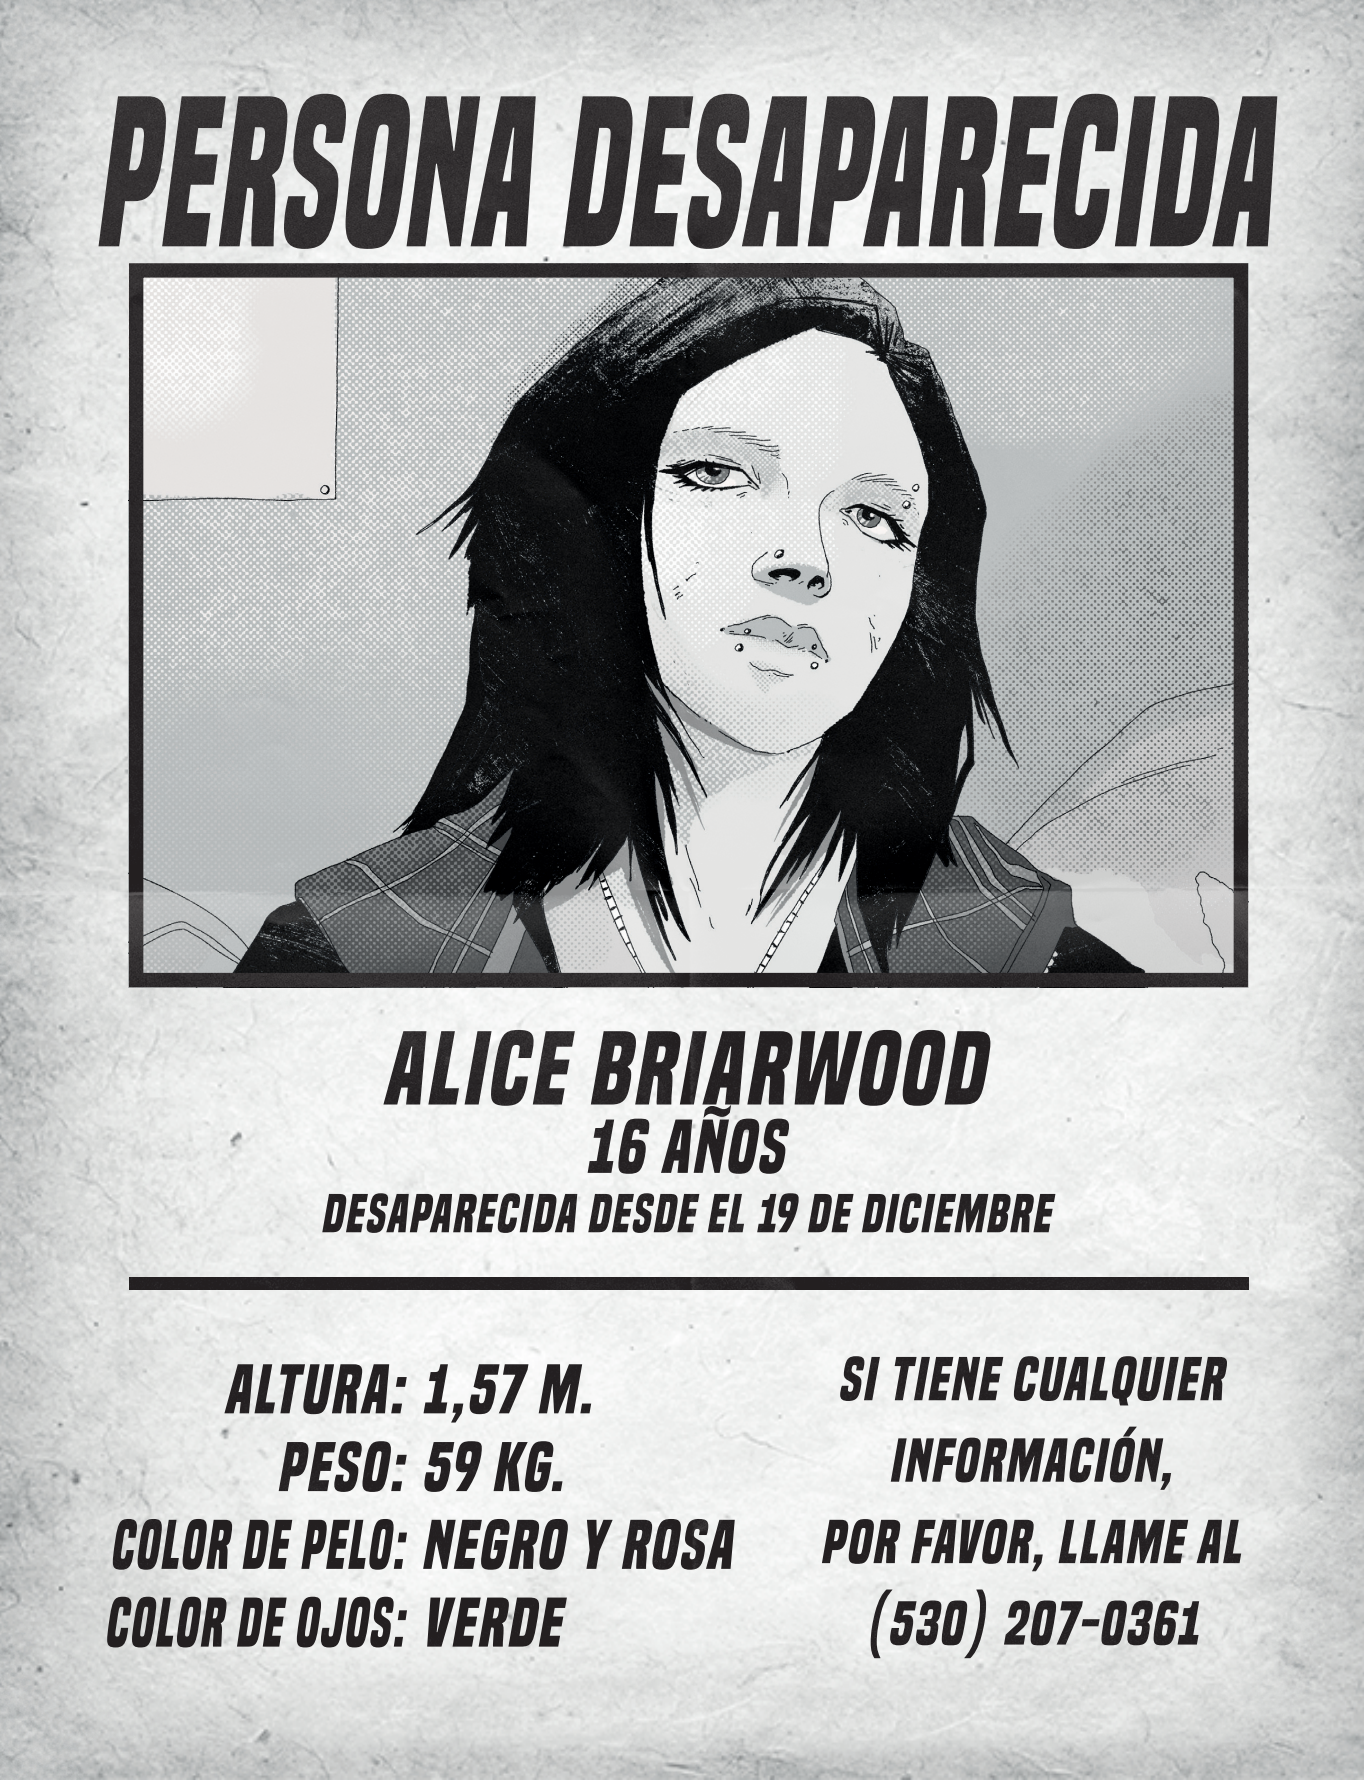 PERSONA DESAPARECIDA
ALICE BRIARWOOD
16 AÑOS
DESAPARECIDA DESDE EL 19 DE DICIEMBRE
ALTURA: 1,57 M.
PESO: 59 KG.
COLOR DE PELO: NEGRO Y ROSA
COLOR DE OJOS: VERDE
SI TIENE CUALQUIER
INFORMACIÓN,
POR FAVOR, LLAME AL
(530) 207-0361